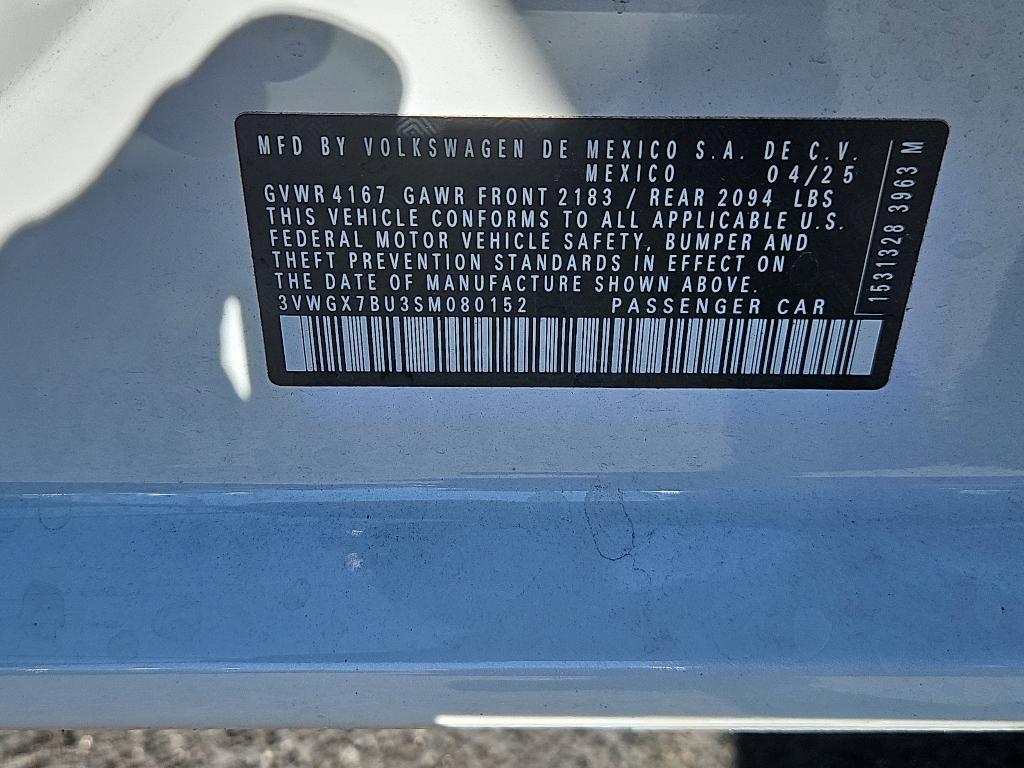 MFD BY VOLKSWAGEN DE MEXICO S.A. DE C.V.
MEXICO 04/25
GVWR 4167 GAWR FRONT 2183 / REAR 2094 LBS
THIS VEHICLE CONFORMS TO ALL APPLICABLE U.S.
FEDERAL MOTOR VEHICLE SAFETY, BUMPER AND
THEFT PREVENTION STANDARDS IN EFFECT ON
THE DATE OF MANUFACTURE SHOWN ABOVE.
3VWGX7BU3SM080152 PASSENGER CAR
1531328 3963 M